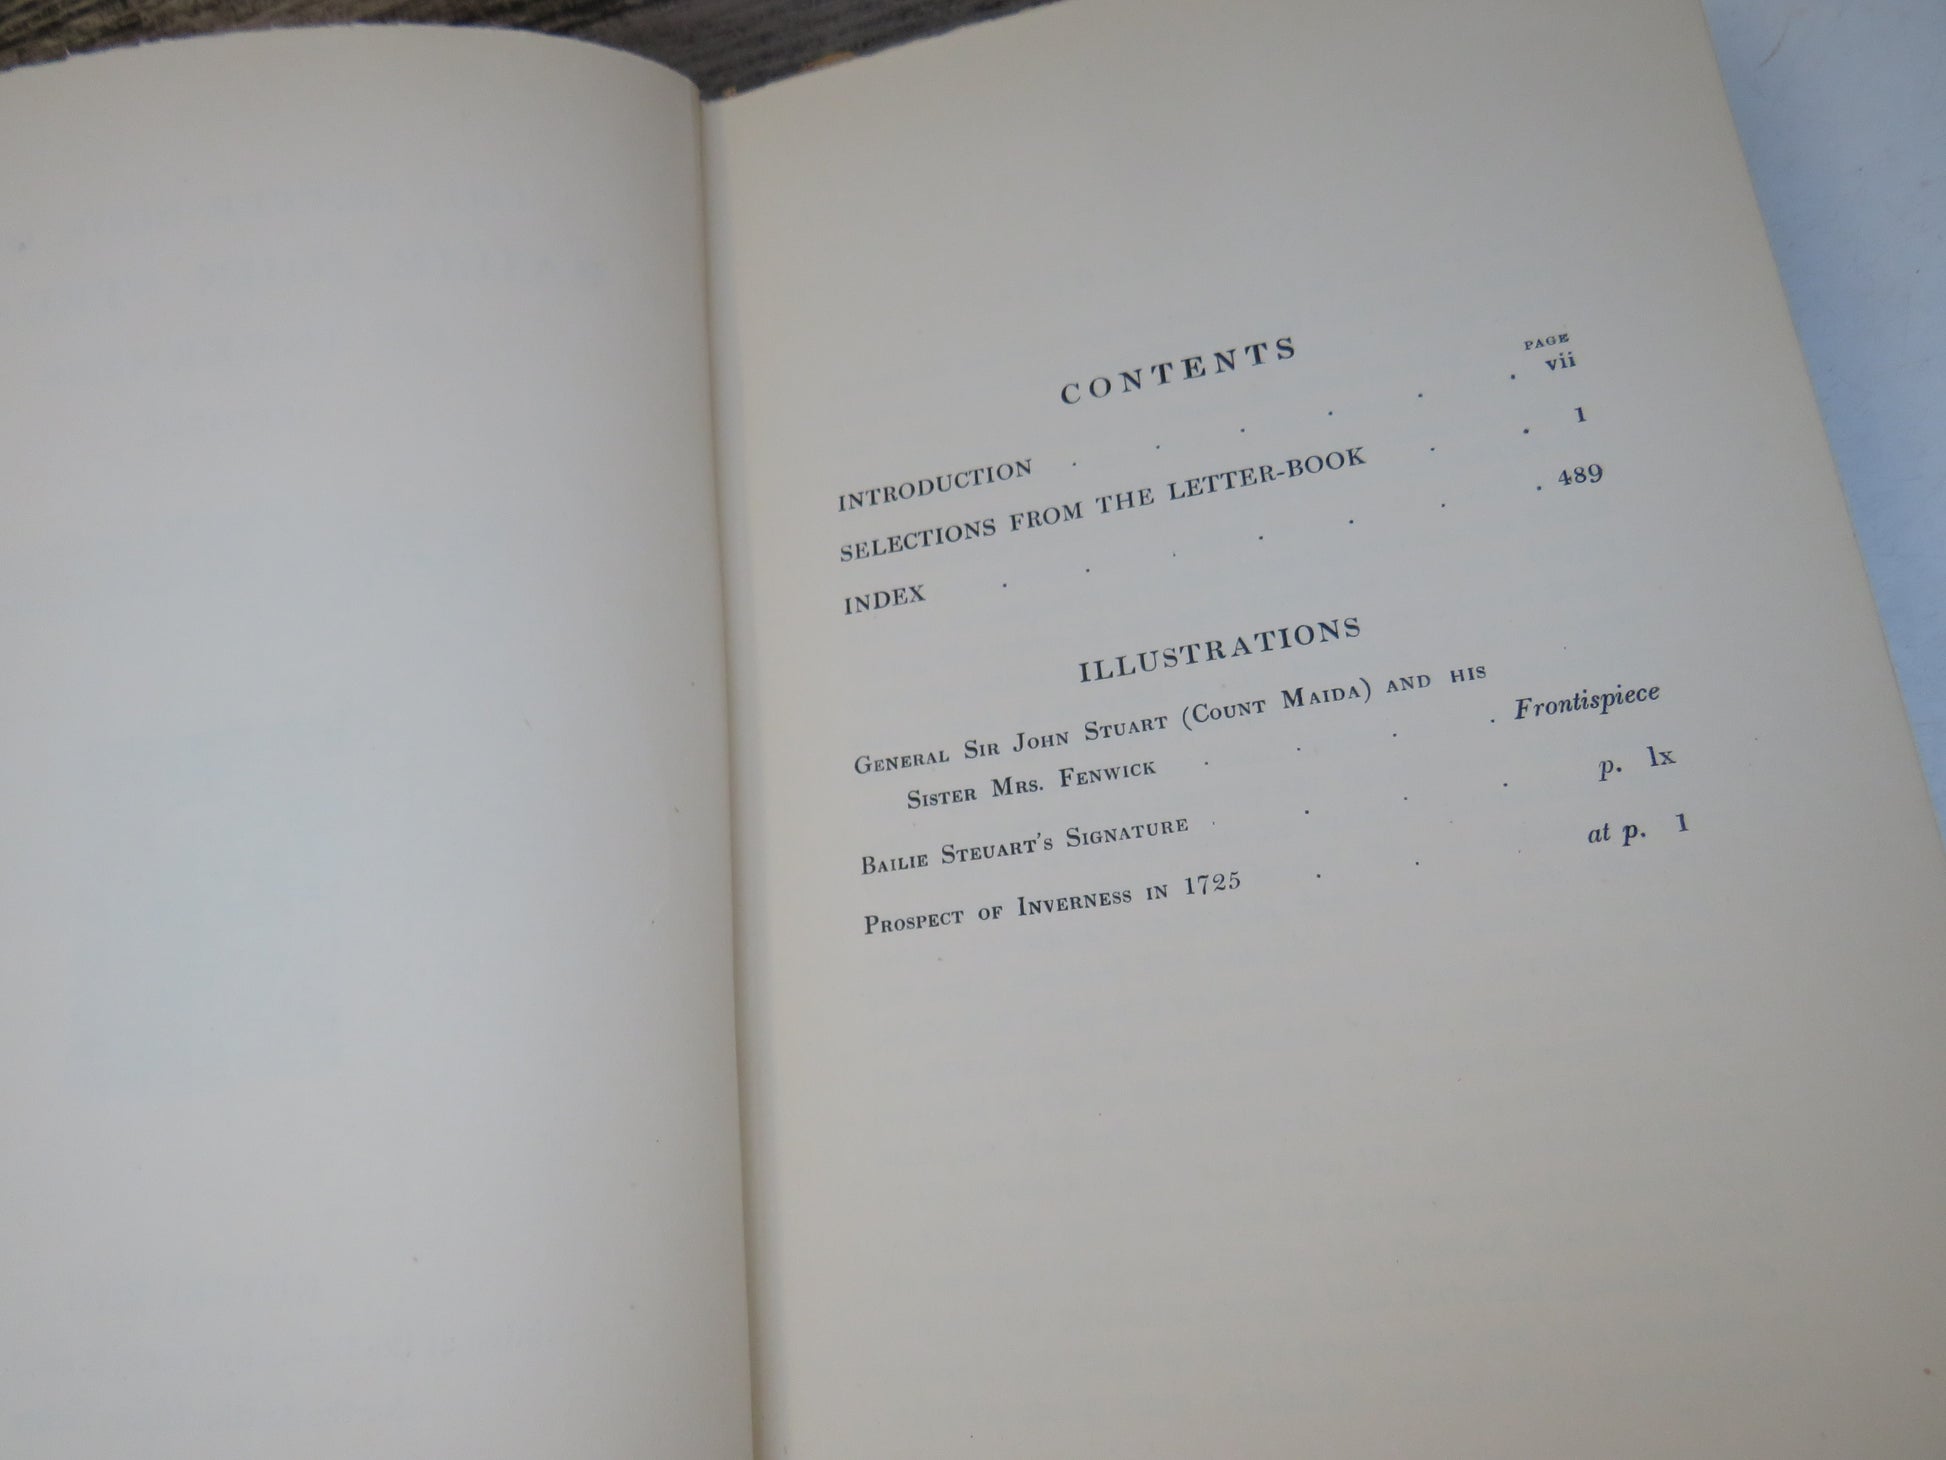 CONTENTS
PAGE
INTRODUCTION . . . . . . vii
SELECTIONS FROM THE LETTER-BOOK . . 1
INDEX . . . . . . . 489
ILLUSTRATIONS
GENERAL SIR JOHN STUART (COUNT MAIDA) AND HIS
SISTER MRS. FENWICK . . . . Frontispiece
BAILIE STEUART'S SIGNATURE . . . . p. lx
PROSPECT OF INVERNESS IN 1725 . . at p. 1